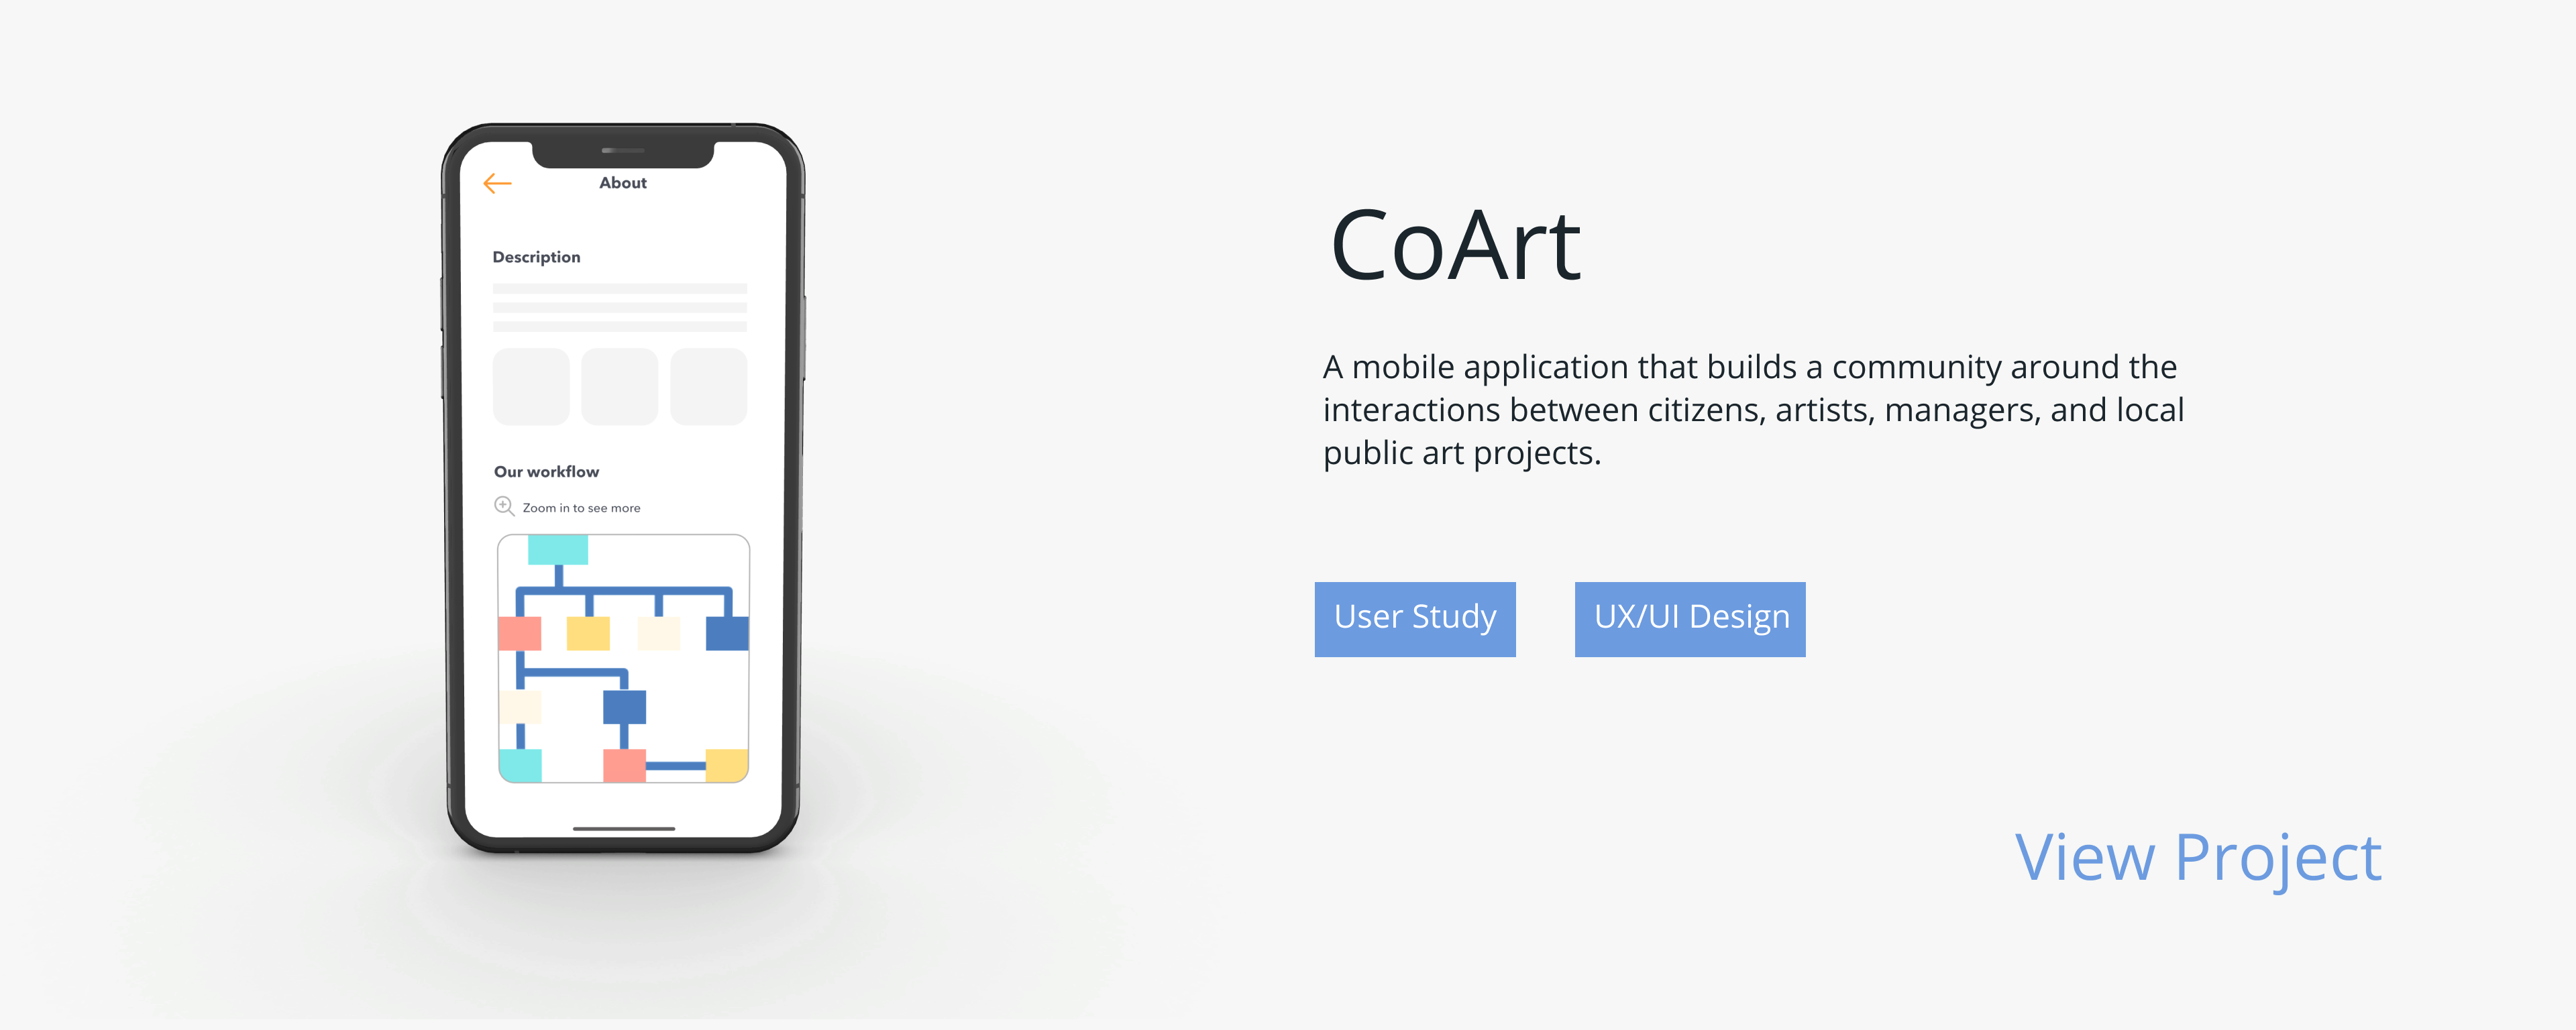 About
Description
Our workflow
Zoom in to see more
CoArt
A mobile application that builds a community around the
interactions between citizens, artists, managers, and local
public art projects.
User Study
UX/UI Design
View Project